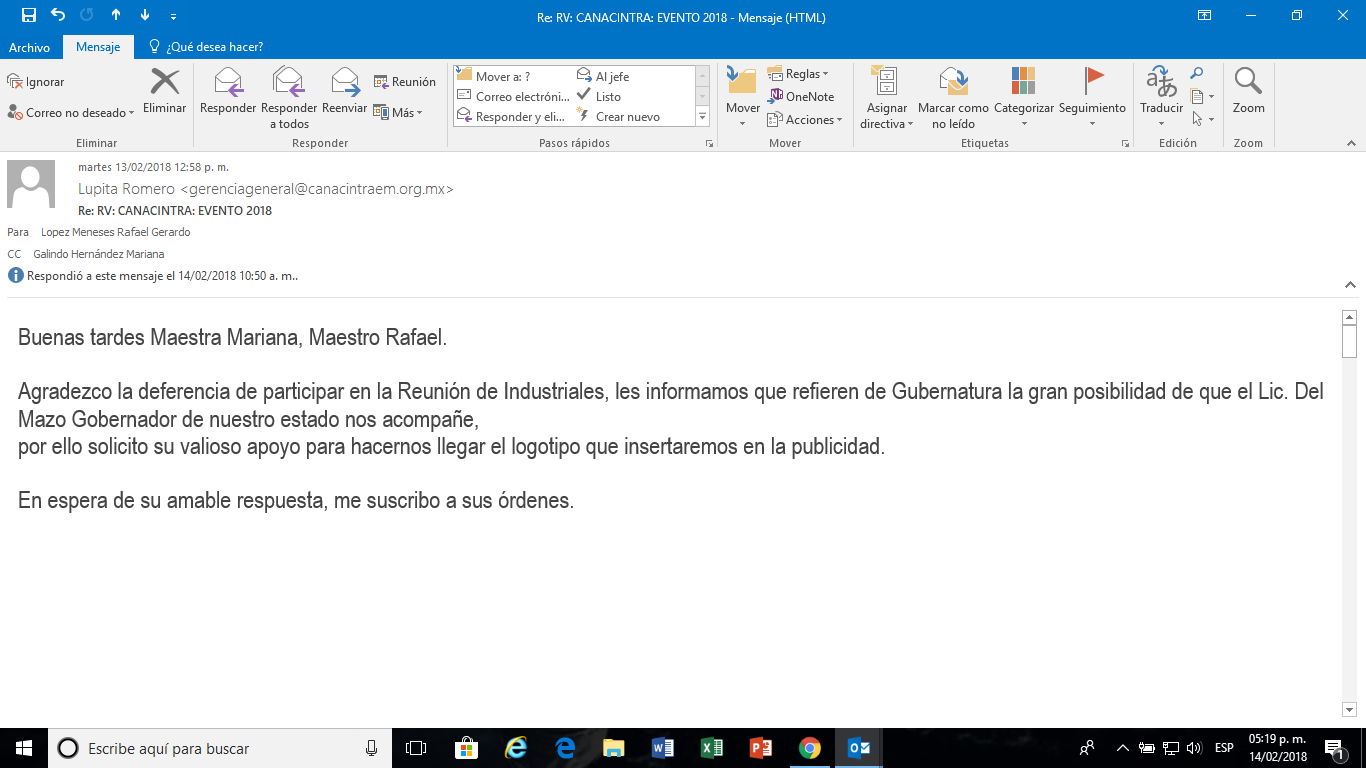 Re: RV: CANACINTRA: EVENTO 2018 - Mensaje (HTML)
Archivo Mensaje ¿Qué desea hacer?
Ignorar
Correo no deseado
Eliminar
Eliminar
Responder
Responder a todos
Reenviar
Reunión
Más
Responder
Mover a: ?
Al jefe
Correo electróni...
Listo
Responder y eli...
Crear nuevo
Pasos rápidos
Mover
Reglas
OneNote
Acciones
Mover
Asignar directiva
Marcar como no leído
Categorizar
Seguimiento
Etiquetas
Traducir
Edición
Zoom
Zoom
martes 13/02/2018 12:58 p. m.
Lupita Romero <gerenciageneral@canacintraem.org.mx>
Re: RV: CANACINTRA: EVENTO 2018
Para Lopez Meneses Rafael Gerardo
CC Galindo Hernández Mariana
Respondió a este mensaje el 14/02/2018 10:50 a. m..
Buenas tardes Maestra Mariana, Maestro Rafael.
Agradezco la deferencia de participar en la Reunión de Industriales, les informamos que refieren de Gubernatura la gran posibilidad de que el Lic. Del
Mazo Gobernador de nuestro estado nos acompañe,
por ello solicito su valioso apoyo para hacernos llegar el logotipo que insertaremos en la publicidad.
En espera de su amable respuesta, me suscribo a sus órdenes.
Escribe aquí para buscar
ESP
05:19 p. m.
14/02/2018
1